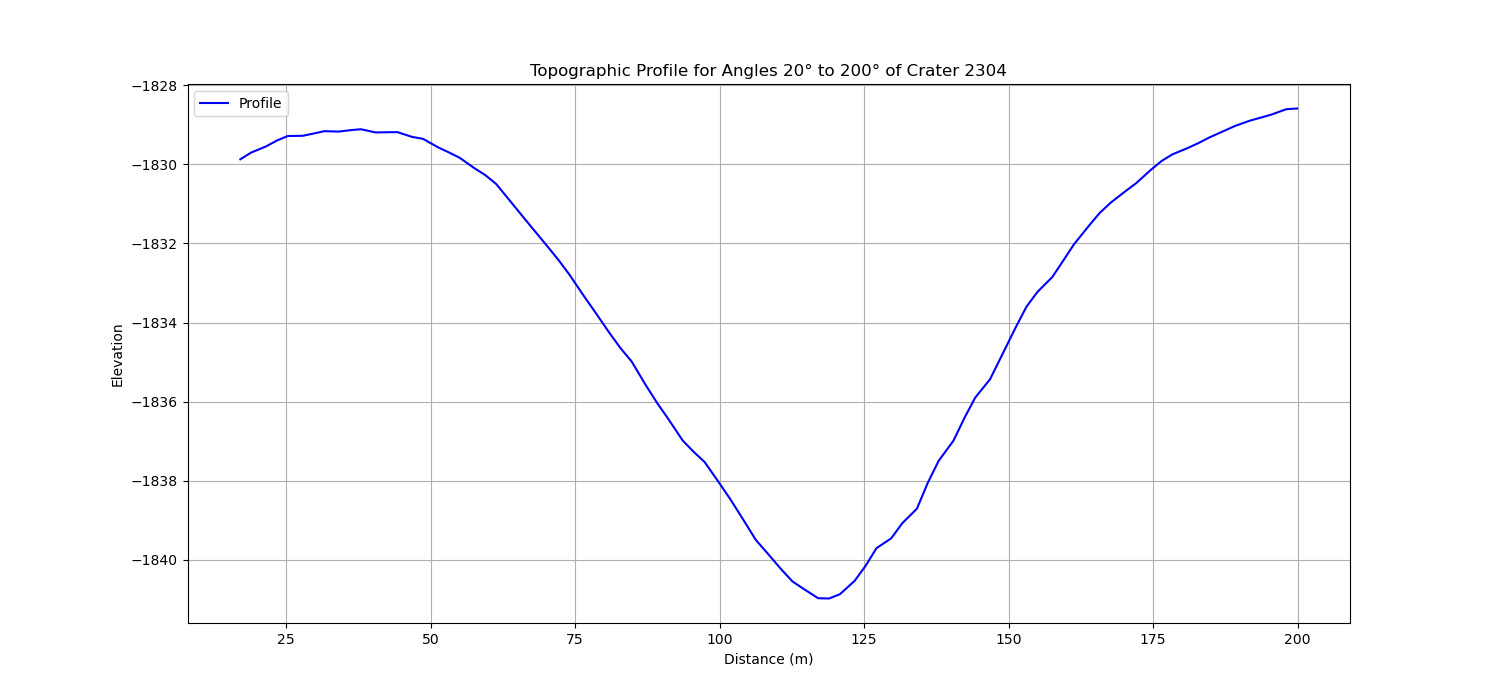 Topographic Profile for Angles 20° to 200° of Crater 2304
Profile
−1828
−1830
−1832
−1834
−1836
−1838
−1840
Elevation
25 50 75 100 125 150 175 200
Distance (m)